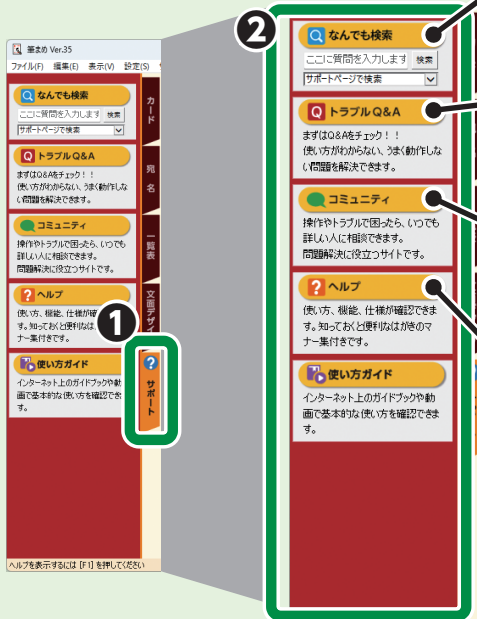 筆まめ Ver.35
ファイル(F) 編集(E) 表示(V) 設定(S)
なんでも検索
ここに質問を入力します 検索
サポートページで検索
トラブルQ&A
まずはQ&Aをチェック！！
使い方がわからない、うまく動作しな
い問題を解決できます。
コミュニティ
操作やトラブルで困ったら、いつでも
詳しい人に相談できます。
問題解決に役立つサイトです。
ヘルプ
使い方、機能、仕様が確
す。知っておくと便利なは
ナー集付きです。
使い方ガイド
インターネット上のガイドブックや動
画で基本的な使い方を確認でき
す。
カード
宛名
一覧表
文面デザイ
サポート
1
ヘルプを表示するには [F1] を押してください
2
なんでも検索
ここに質問を入力します 検索
サポートページで検索
トラブルQ&A
まずはQ&Aをチェック！！
使い方がわからない、うまく動作しな
い問題を解決できます。
コミュニティ
操作やトラブルで困ったら、いつでも
詳しい人に相談できます。
問題解決に役立つサイトです。
ヘルプ
使い方、機能、仕様が確認できま
す。知っておくと便利なはがきのマ
ナー集付きです。
使い方ガイド
インターネット上のガイドブックや動
画で基本的な使い方を確認できま
す。